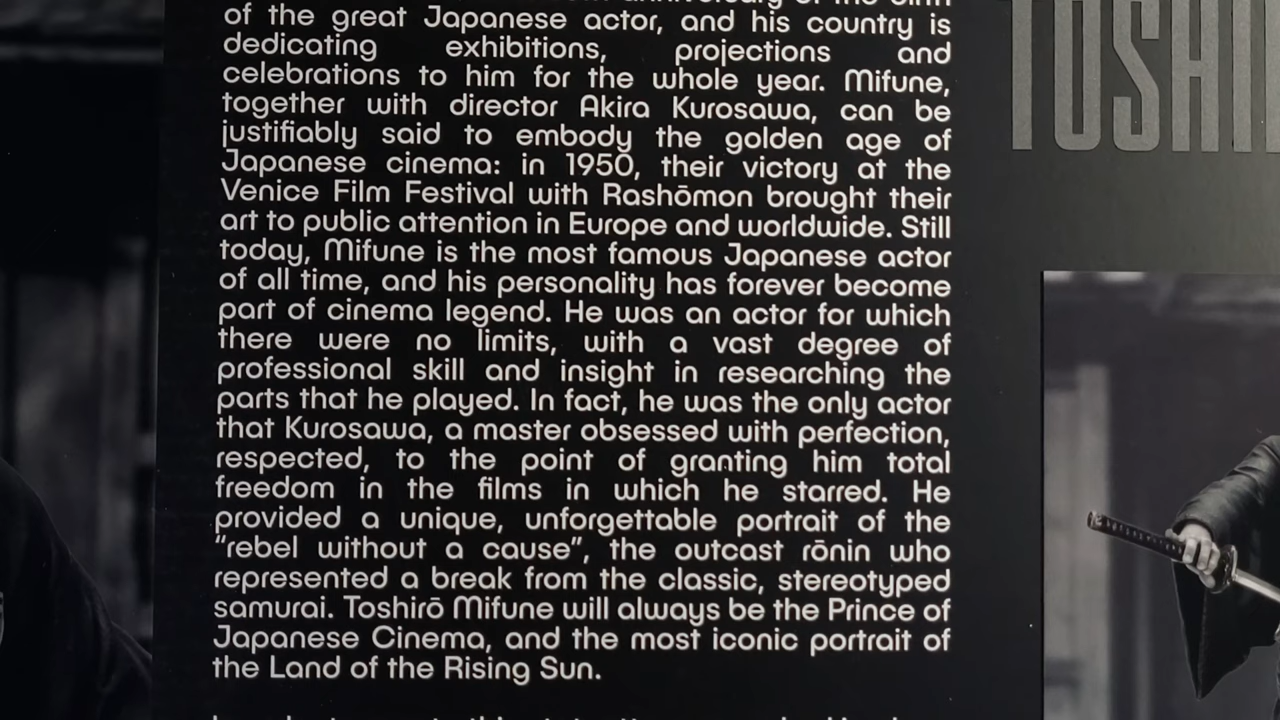 anniversary of the birth
of the great Japanese actor, and his country is
dedicating exhibitions, projections and
celebrations to him for the whole year. Mifune,
together with director Akira Kurosawa, can be
justifiably said to embody the golden age of
Japanese cinema: in 1950, their victory at the
Venice Film Festival with Rashōmon brought their
art to public attention in Europe and worldwide. Still
today, Mifune is the most famous Japanese actor
of all time, and his personality has forever become
part of cinema legend. He was an actor for which
there were no limits, with a vast degree of
professional skill and insight in researching the
parts that he played. In fact, he was the only actor
that Kurosawa, a master obsessed with perfection,
respected, to the point of granting him total
freedom in the films in which he starred. He
provided a unique, unforgettable portrait of the
“rebel without a cause”, the outcast rōnin who
represented a break from the classic, stereotyped
samurai. Toshirō Mifune will always be the Prince of
Japanese Cinema, and the most iconic portrait of
the Land of the Rising Sun.
TOSHI